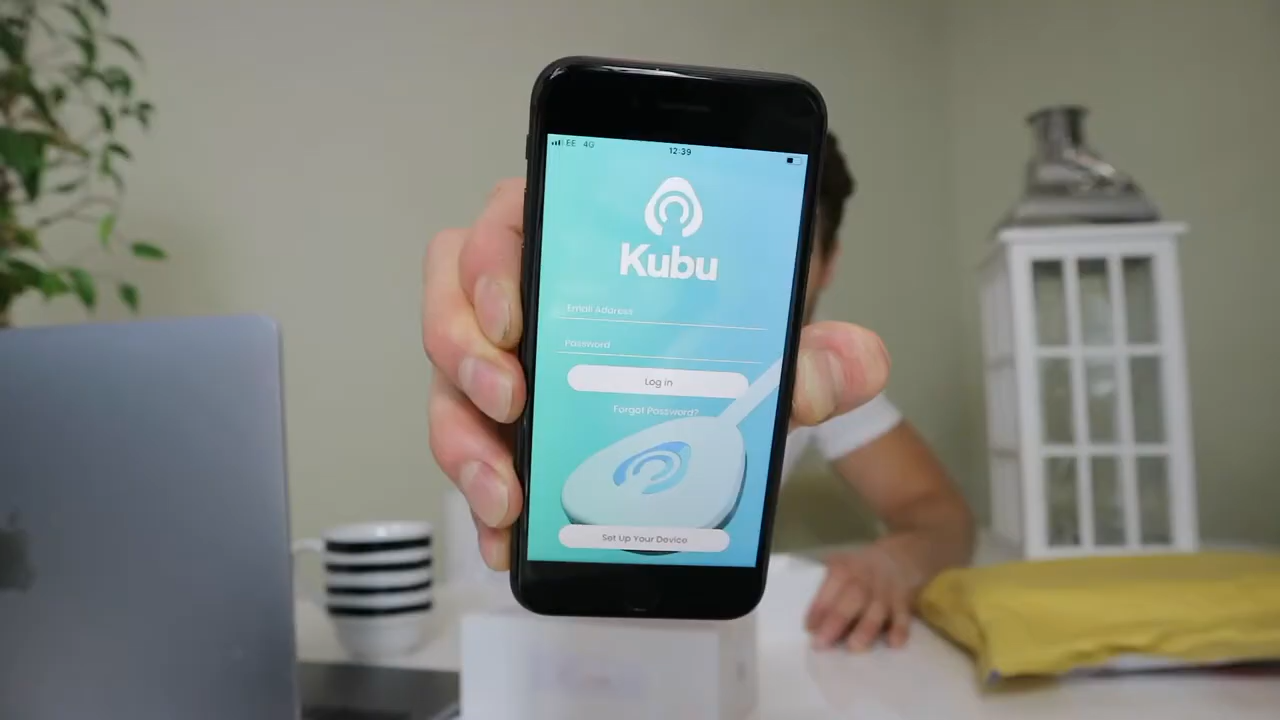 EE 4G 12:39
Kubu
Email Address
Password
Log in
Forgot Password?
Set Up Your Device